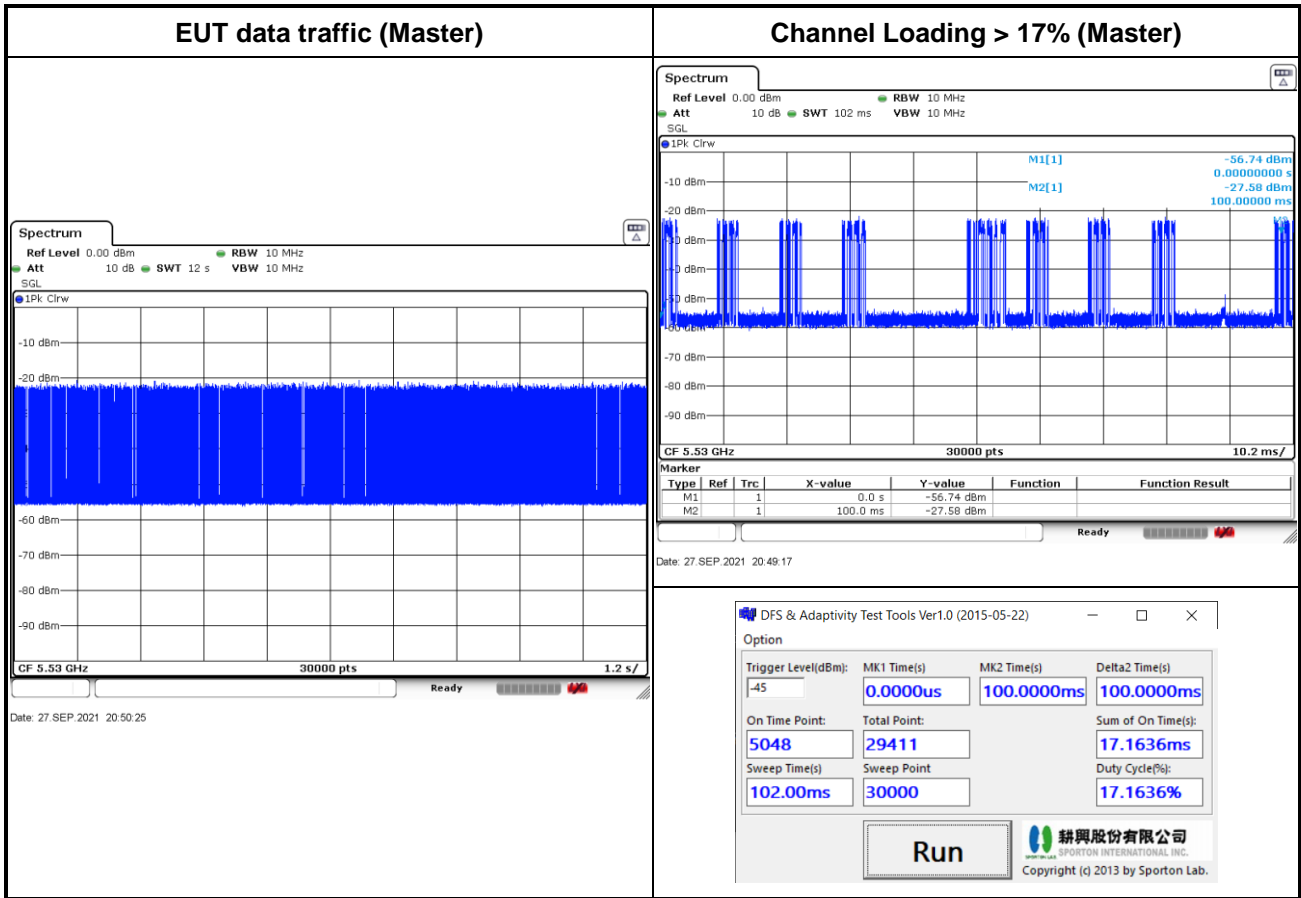 EUT data traffic (Master)
Spectrum
Ref Level 0.00 dBm RBW 10 MHz
Att 10 dB SWT 12 s VBW 10 MHz
SGL
1Pk Clrw
-10 dBm
-20 dBm
-60 dBm
-70 dBm
-80 dBm
-90 dBm
CF 5.53 GHz 30000 pts 1.2 s/
Ready
Date: 27.SEP.2021 20:50:25
Channel Loading > 17% (Master)
Spectrum
Ref Level 0.00 dBm RBW 10 MHz
Att 10 dB SWT 102 ms VBW 10 MHz
SGL
1Pk Clrw
M1[1] -56.74 dBm
0.00000000 s
M2[1] -27.58 dBm
100.00000 ms
-10 dBm
-20 dBm
dBm
dBm
dBm
-70 dBm
-80 dBm
-90 dBm
CF 5.53 GHz 30000 pts 10.2 ms/
Marker
Type Ref Trc X-value Y-value Function Function Result
M1 1 0.0 s -56.74 dBm
M2 1 100.0 ms -27.58 dBm
Ready
Date: 27.SEP.2021 20:49:17
DFS & Adaptivity Test Tools Ver1.0 (2015-05-22)
Option
Trigger Level(dBm): MK1 Time(s) MK2 Time(s) Delta2 Time(s)
-45 0.0000us 100.0000ms 100.0000ms
On Time Point: Total Point: Sum of On Time(s):
5048 29411 17.1636ms
Sweep Time(s) Sweep Point Duty Cycle(%):
102.00ms 30000 17.1636%
Run
耕興股份有限公司
SPORTON LAB. SPORTON INTERNATIONAL INC.
Copyright (c) 2013 by Sporton Lab.